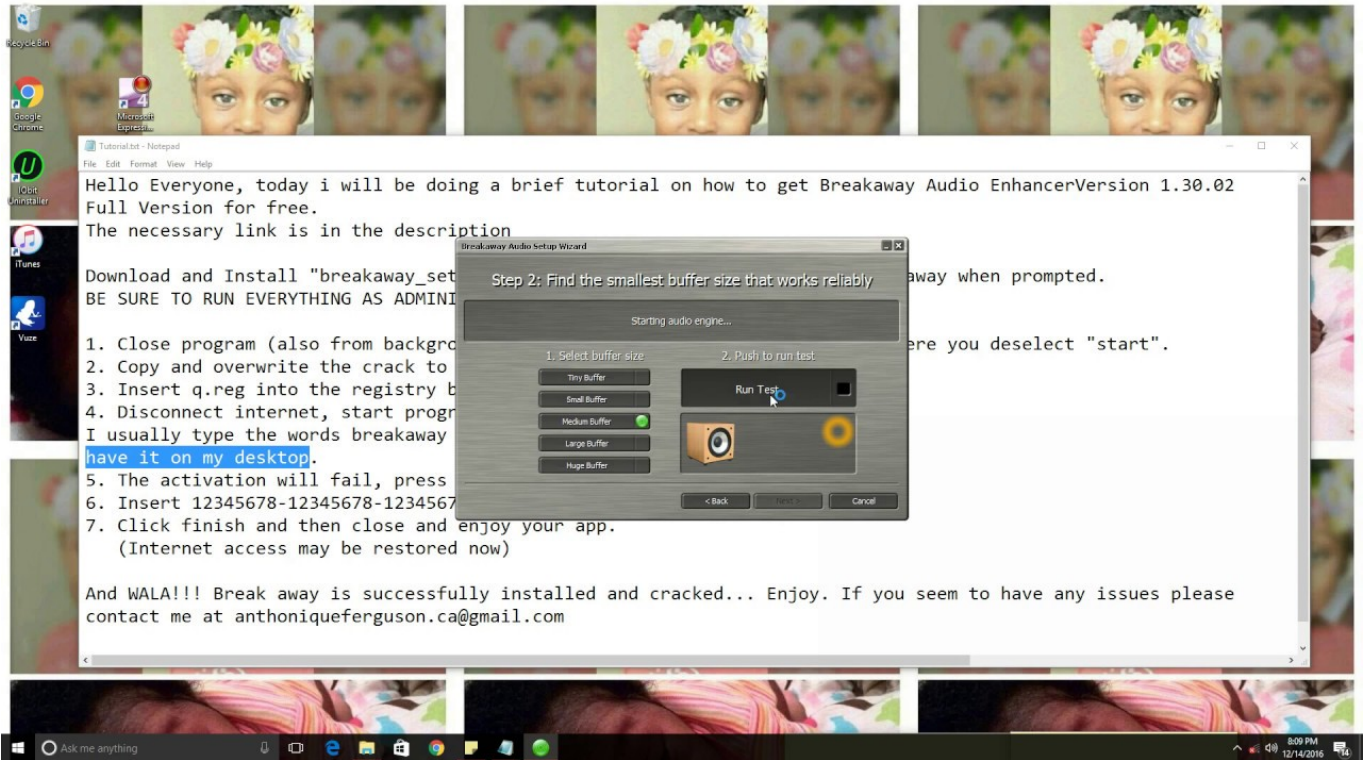 Recycle Bin
Google
Chrome
Microsoft
Expressi...
IObit
Uninstaller
iTunes
Vuze
Tutorial.txt - Notepad
File Edit Format View Help
Hello Everyone, today i will be doing a brief tutorial on how to get Breakaway Audio EnhancerVersion 1.30.02
Full Version for free.
The necessary link is in the description
Download and Install "breakaway_set
away when prompted.
BE SURE TO RUN EVERYTHING AS ADMINI
1. Close program (also from backgro
ere you deselect "start".
2. Copy and overwrite the crack to
3. Insert q.reg into the registry b
4. Disconnect internet, start progr
I usually type the words breakaway
have it on my desktop.
5. The activation will fail, press
6. Insert 12345678-12345678-1234567
7. Click finish and then close and enjoy your app.
(Internet access may be restored now)
And WALA!!! Break away is successfully installed and cracked... Enjoy. If you seem to have any issues please
contact me at anthoniqueferguson.ca@gmail.com
Breakaway Audio Setup Wizard
Step 2: Find the smallest buffer size that works reliably
Starting audio engine...
1. Select buffer size
2. Push to run test
Tiny Buffer
Small Buffer
Medium Buffer
Large Buffer
Huge Buffer
Run Test
< Back
Next >
Cancel
Ask me anything
8:09 PM
12/14/2016
14